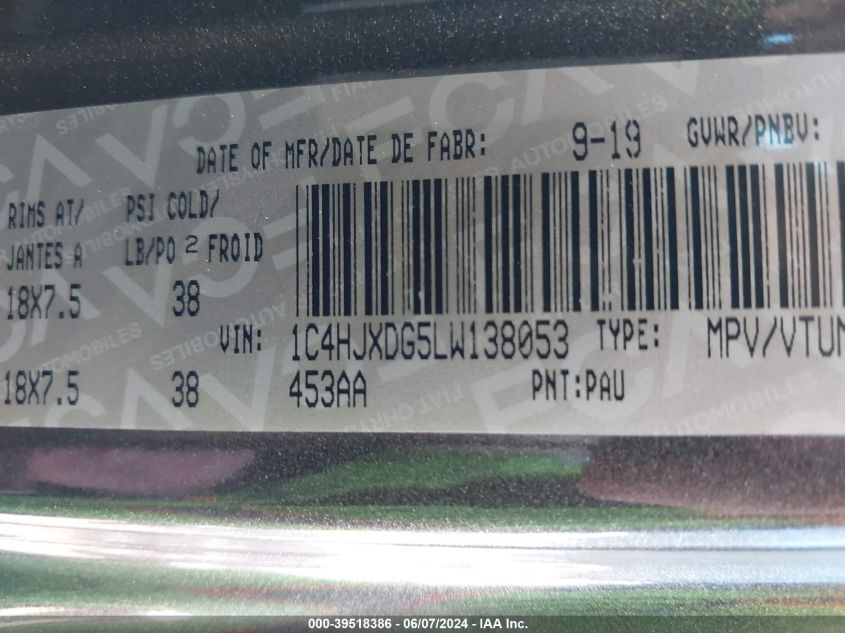 DATE OF MFR/DATE DE FABR: 9-19 GVWR/PNBV:
RIMS AT/ PSI COLD/
JANTES A LB/PO 2 FROID
18X7.5 38
VIN: 1C4HJXDG5LW138053 TYPE: MPV/VTUM
18X7.5 38 453AA PNT:PAU
000-39518386 - 06/07/2024 - IAA, Inc.